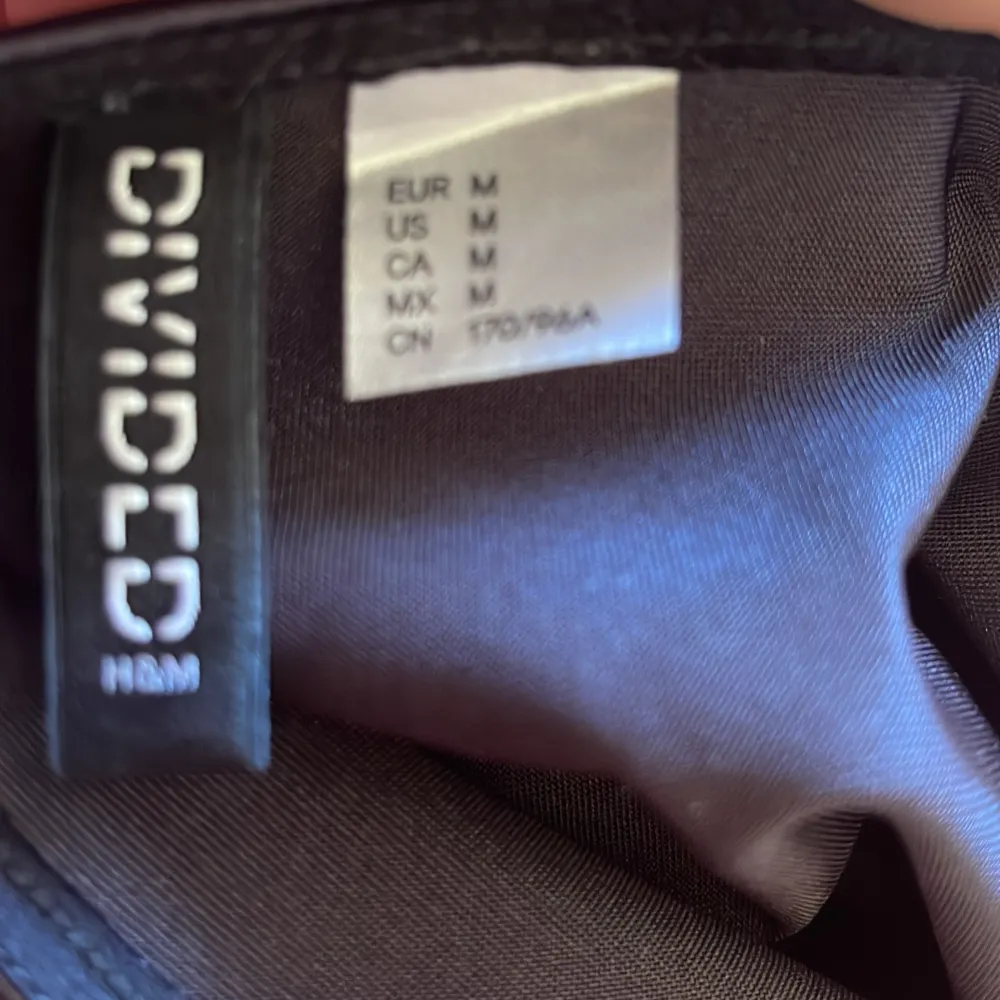 DIVIDED
H&M
EUR M
US M
CA M
MX M
CN 170/96A